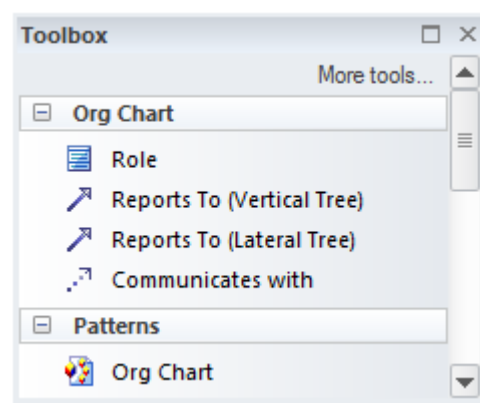 Toolbox
More tools...
Org Chart
Role
Reports To (Vertical Tree)
Reports To (Lateral Tree)
Communicates with
Patterns
Org Chart